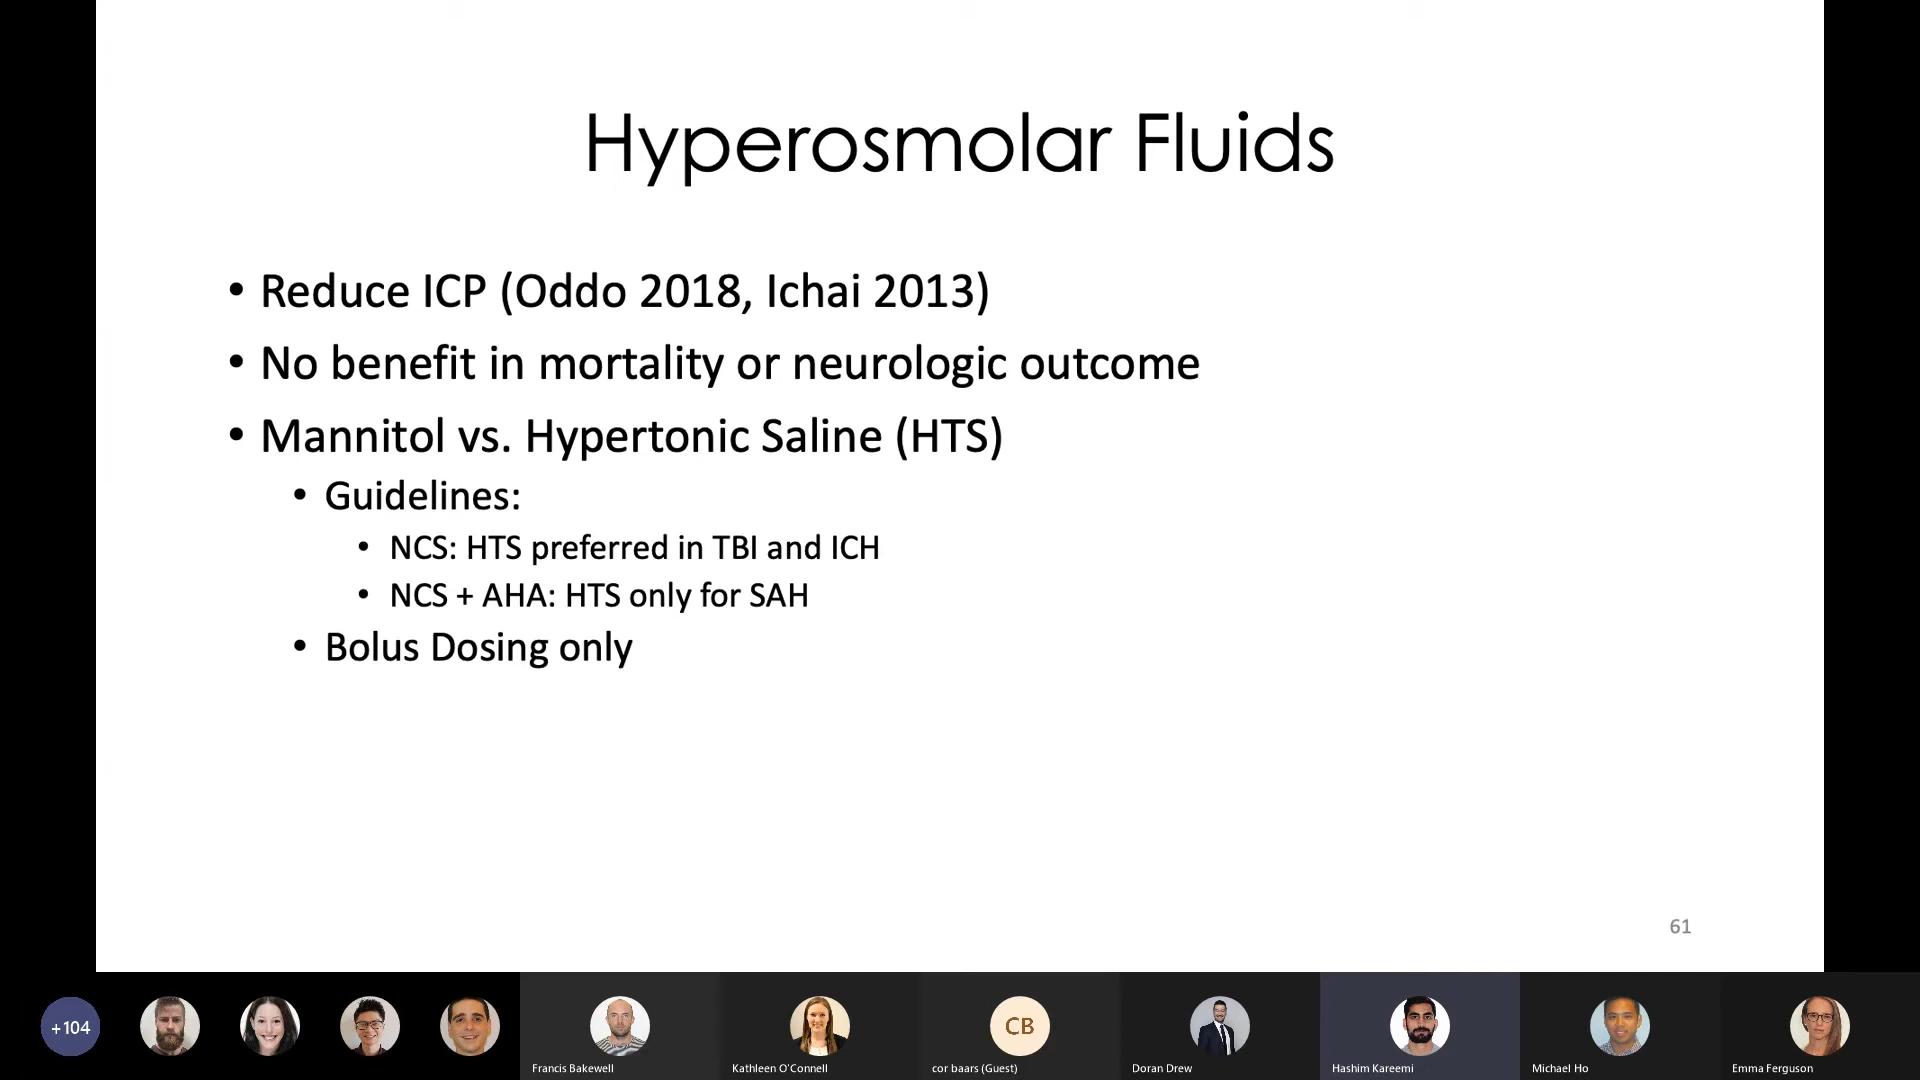 Hyperosmolar Fluids
• Reduce ICP (Oddo 2018, Ichai 2013)
• No benefit in mortality or neurologic outcome
• Mannitol vs. Hypertonic Saline (HTS)
• Guidelines:
• NCS: HTS preferred in TBI and ICH
• NCS + AHA: HTS only for SAH
• Bolus Dosing only
61
+104
CB
Francis Bakewell
Kathleen O'Connell
cor baars (Guest)
Doran Drew
Hashim Kareemi
Michael Ho
Emma Ferguson